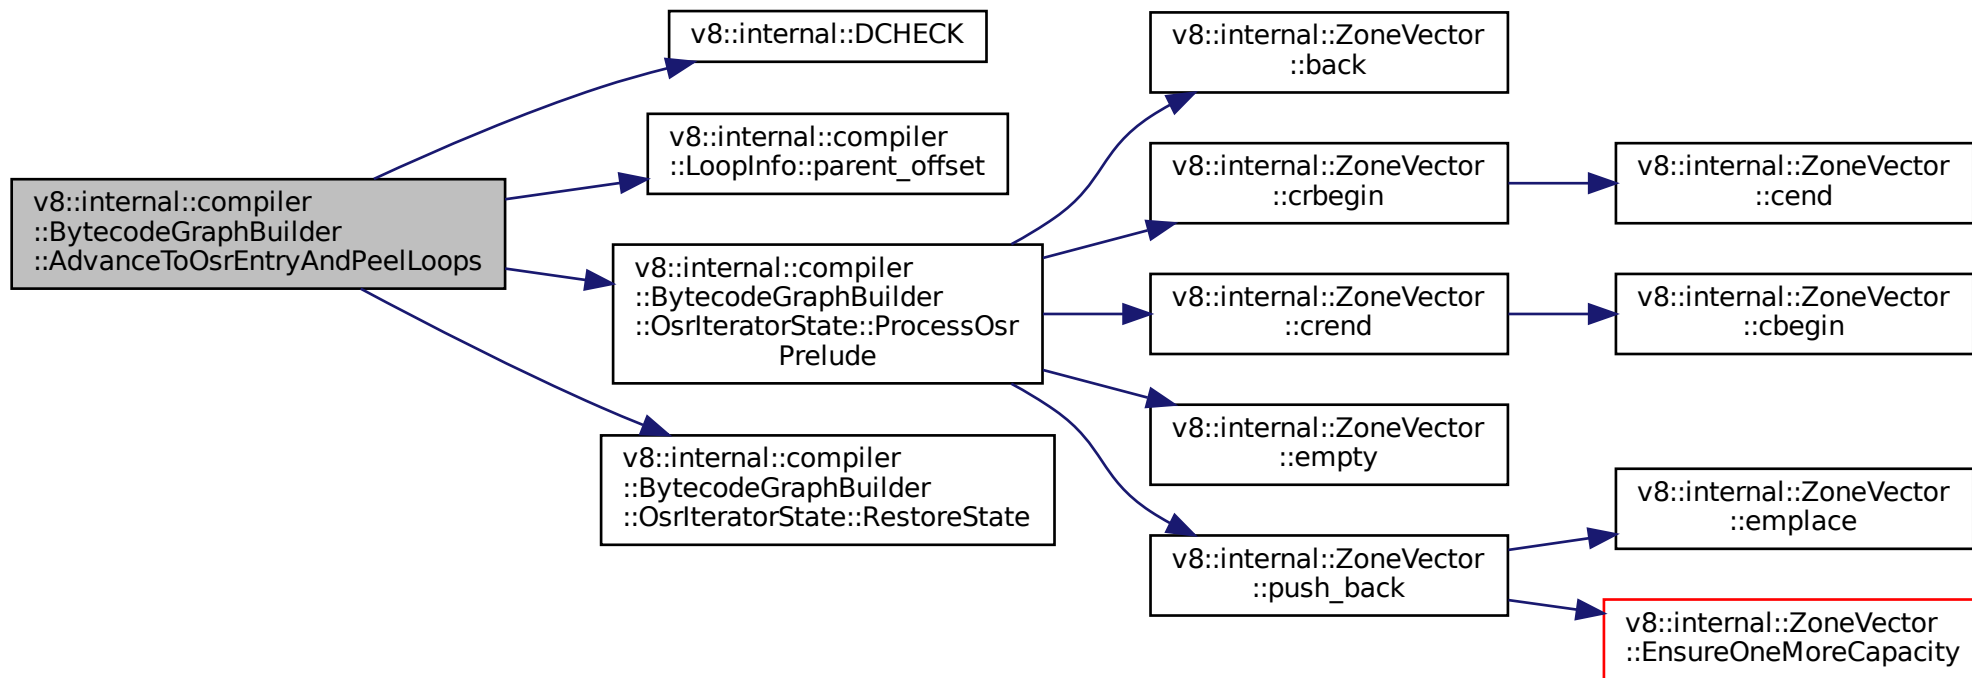 v8::internal::compiler
::BytecodeGraphBuilder
::AdvanceToOsrEntryAndPeelLoops
v8::internal::DCHECK
v8::internal::compiler
::LoopInfo::parent_offset
v8::internal::compiler
::BytecodeGraphBuilder
::OsrIteratorState::ProcessOsr
Prelude
v8::internal::compiler
::BytecodeGraphBuilder
::OsrIteratorState::RestoreState
v8::internal::ZoneVector
::back
v8::internal::ZoneVector
::crbegin
v8::internal::ZoneVector
::crend
v8::internal::ZoneVector
::empty
v8::internal::ZoneVector
::push_back
v8::internal::ZoneVector
::cend
v8::internal::ZoneVector
::cbegin
v8::internal::ZoneVector
::emplace
v8::internal::ZoneVector
::EnsureOneMoreCapacity